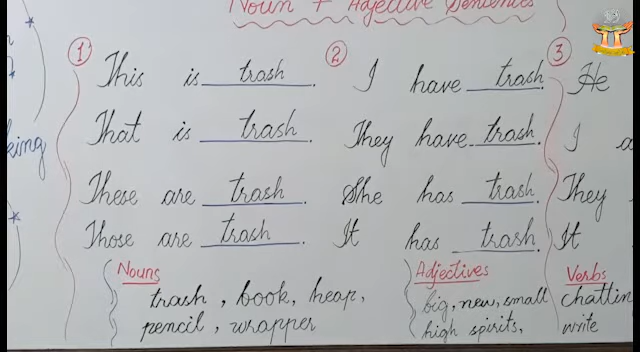 Noun + Adjective Sentences
1 This is trash.
That is trash.
These are trash.
Those are trash.
Nouns
trash, book, heap,
pencil, wrapper
2 I have trash.
They have trash.
She has trash.
It has trash.
Adjectives
big, new, small
high spirits,
3 He
I a
They
It
Verbs
chattin
write